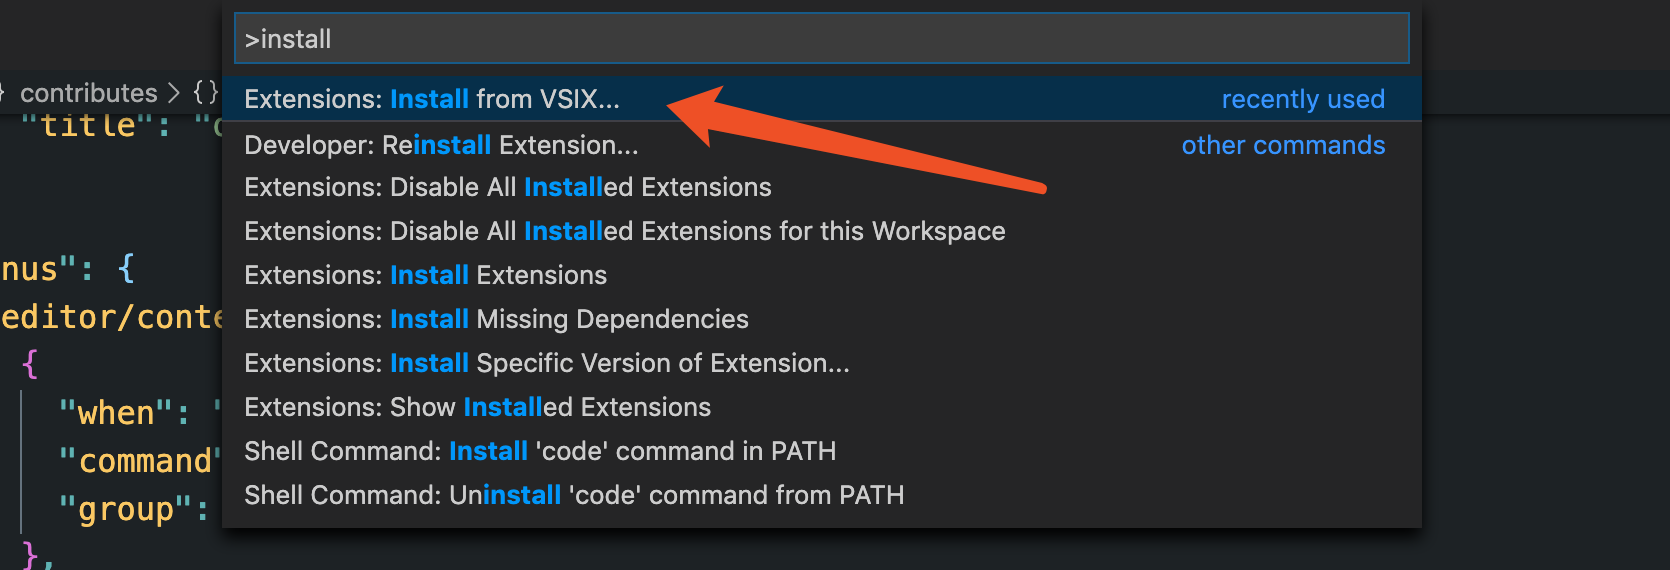 >install
} contributes > {}
Extensions: Install from VSIX... recently used
"title": "
Developer: Reinstall Extension... other commands
Extensions: Disable All Installed Extensions
Extensions: Disable All Installed Extensions for this Workspace
nus": {
Extensions: Install Extensions
editor/conte
Extensions: Install Missing Dependencies
{
Extensions: Install Specific Version of Extension...
"when": "
Extensions: Show Installed Extensions
Shell Command: Install 'code' command in PATH
"command"
Shell Command: Uninstall 'code' command from PATH
"group":
},